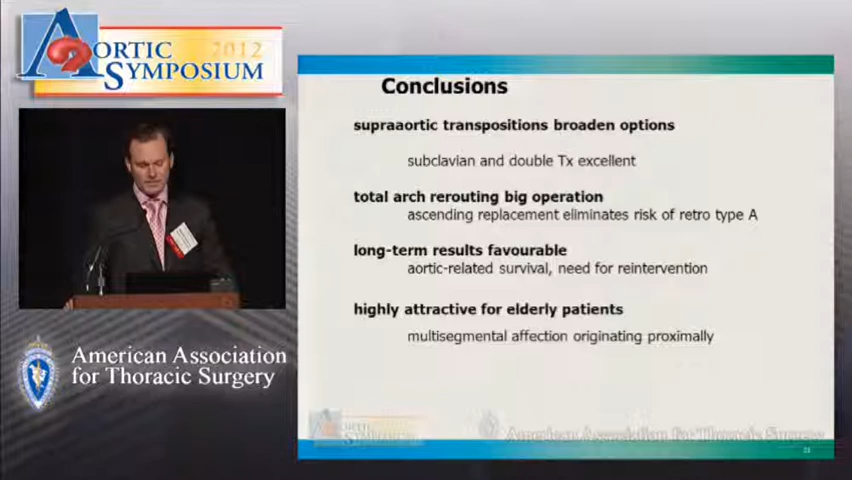 AORTIC 2012
SYMPOSIUM
American Association
for Thoracic Surgery
Conclusions
supraaortic transpositions broaden options
subclavian and double Tx excellent
total arch rerouting big operation
ascending replacement eliminates risk of retro type A
long-term results favourable
aortic-related survival, need for reintervention
highly attractive for elderly patients
multisegmental affection originating proximally
AORTIC
SYMPOSIUM
American Association for Thoracic Surgery